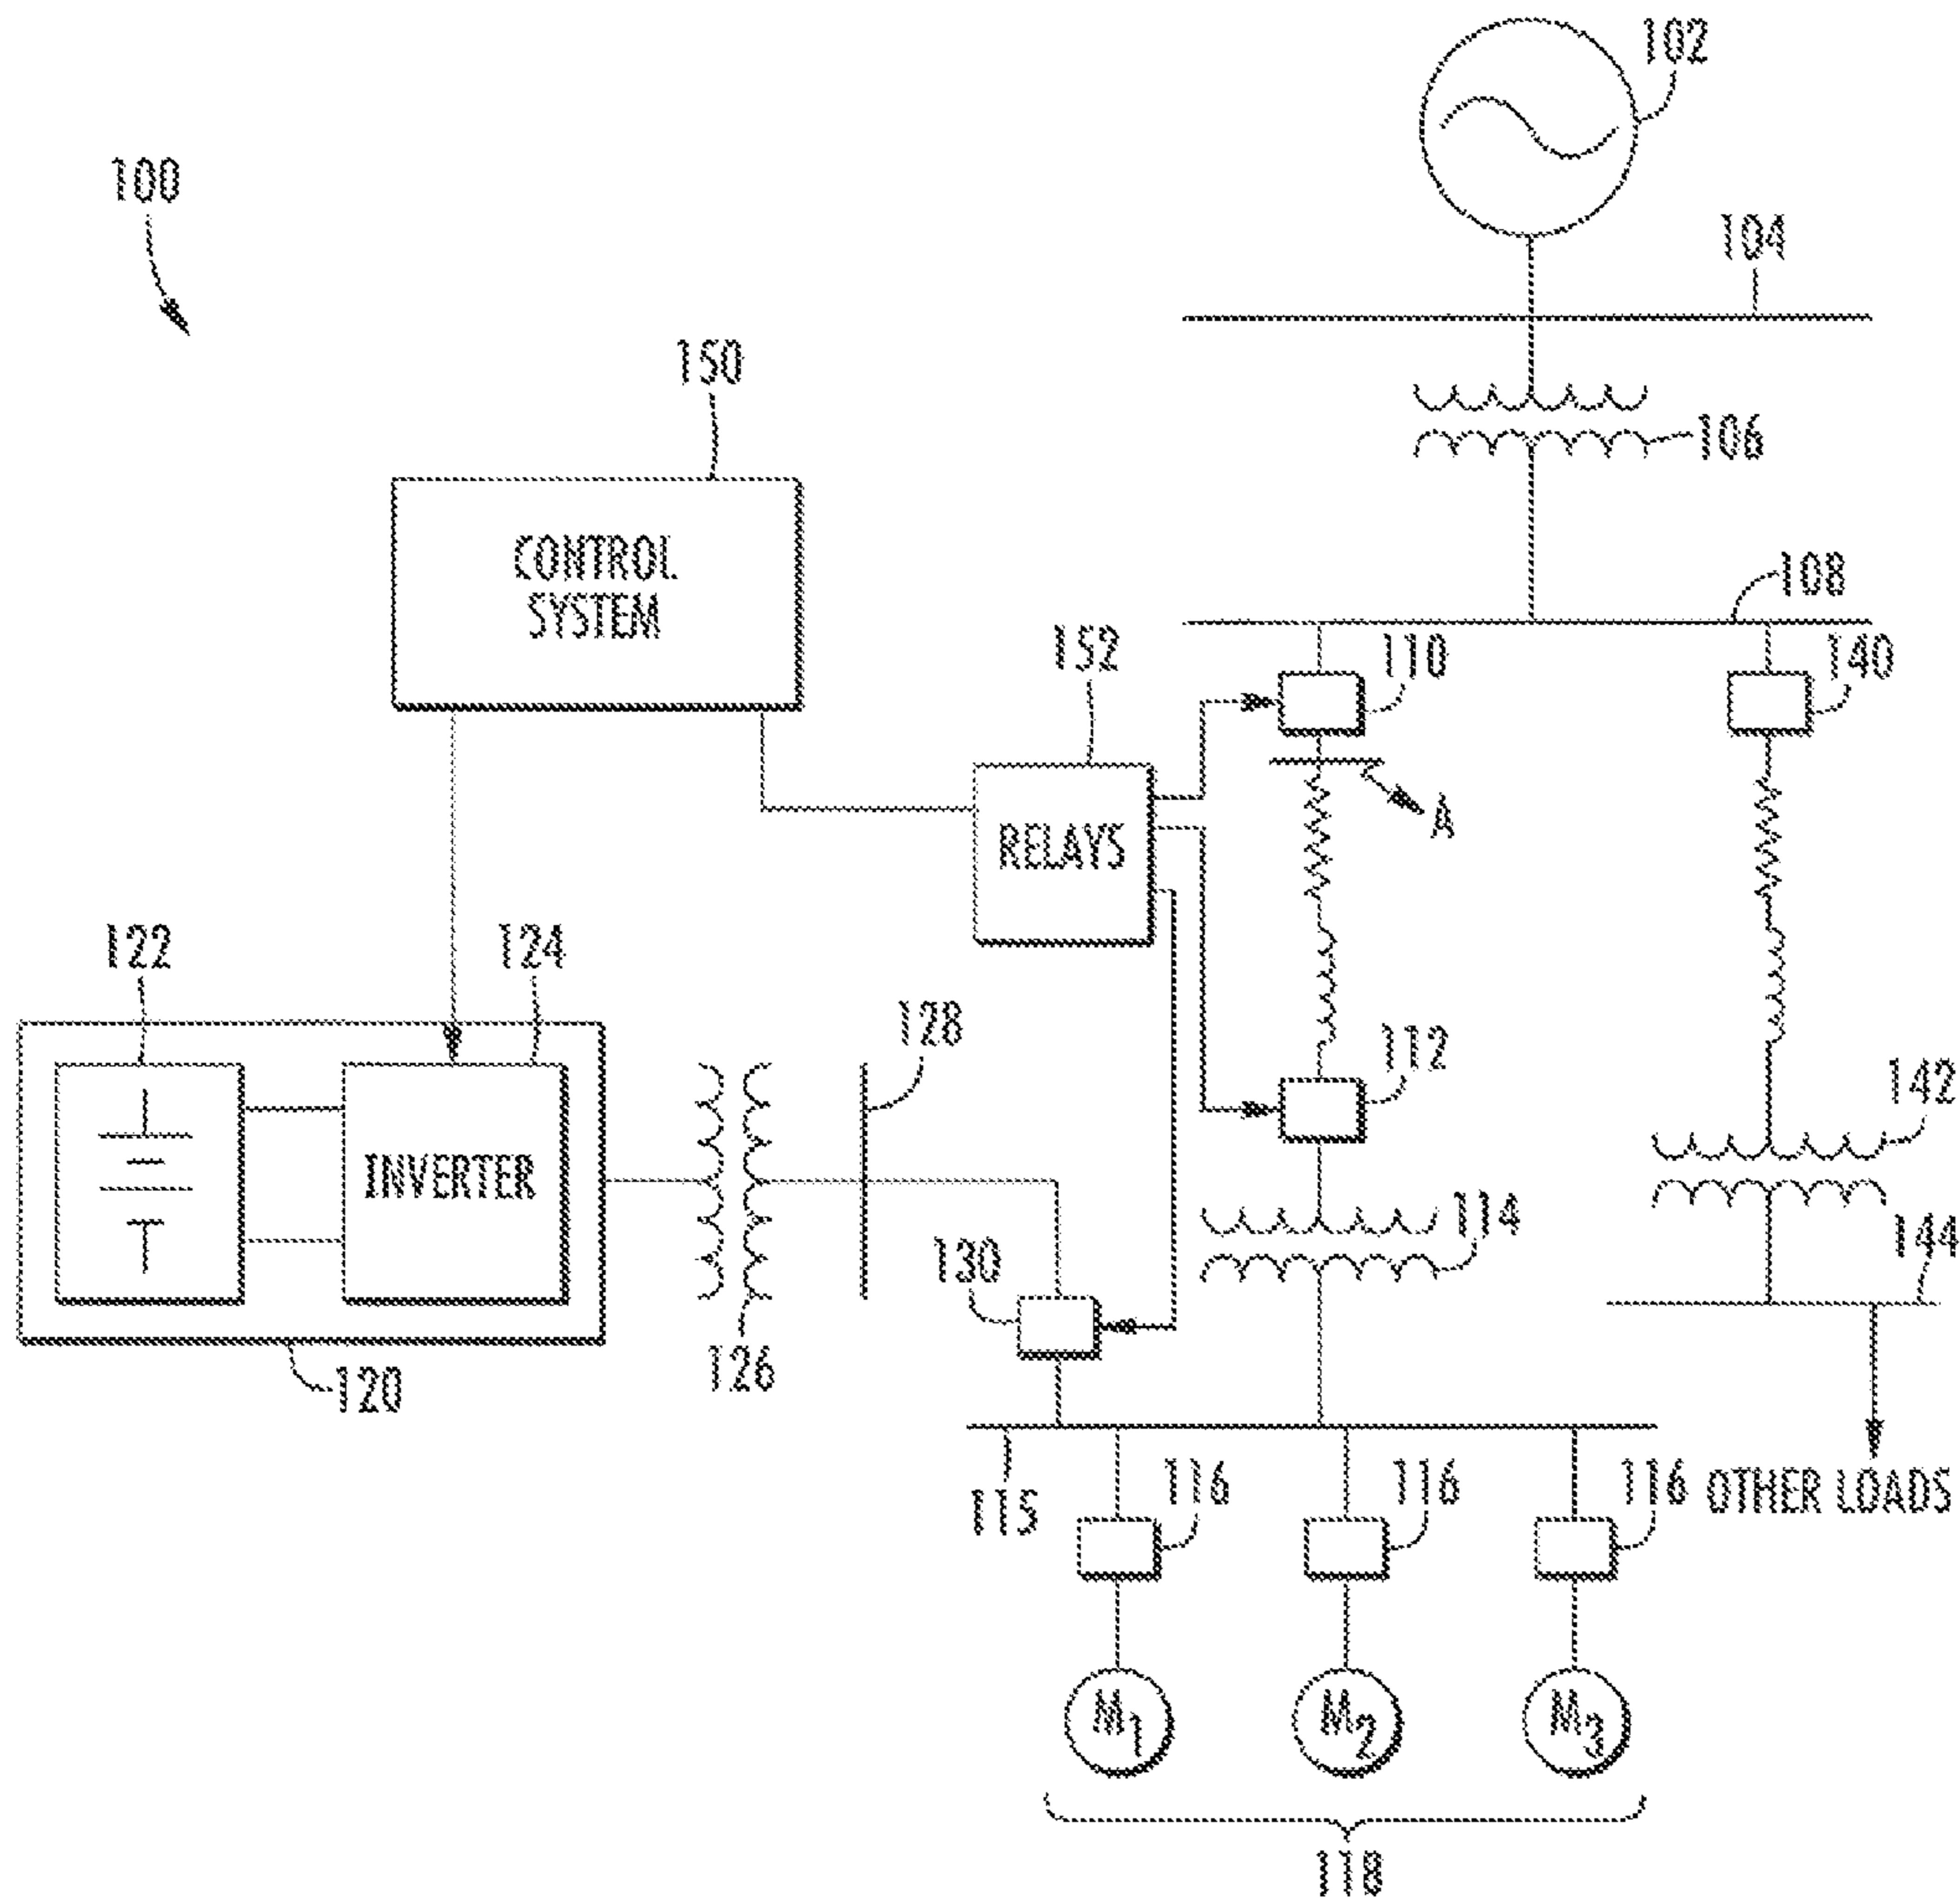 102
100
104
150
106
CONTROL
SYSTEM
108
152
110
140
A
RELAYS
122
124
128
112
142
INVERTER
114
144
130
126
120
115
116
116
116
OTHER LOADS
M1
M2
M3
118